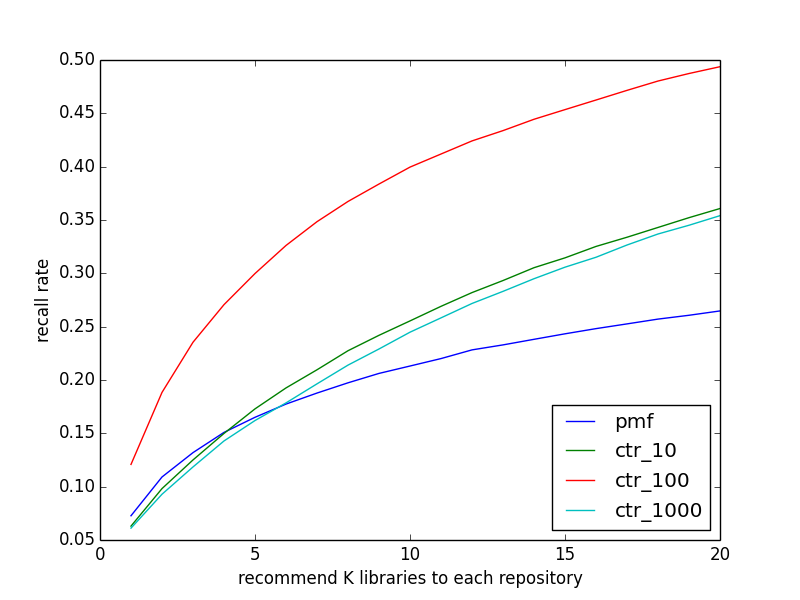 0.50
0.45
0.40
0.35
0.30
0.25
0.20
0.15
0.10
0.05
recall rate
pmf
ctr_10
ctr_100
ctr_1000
0 5 10 15 20
recommend K libraries to each repository